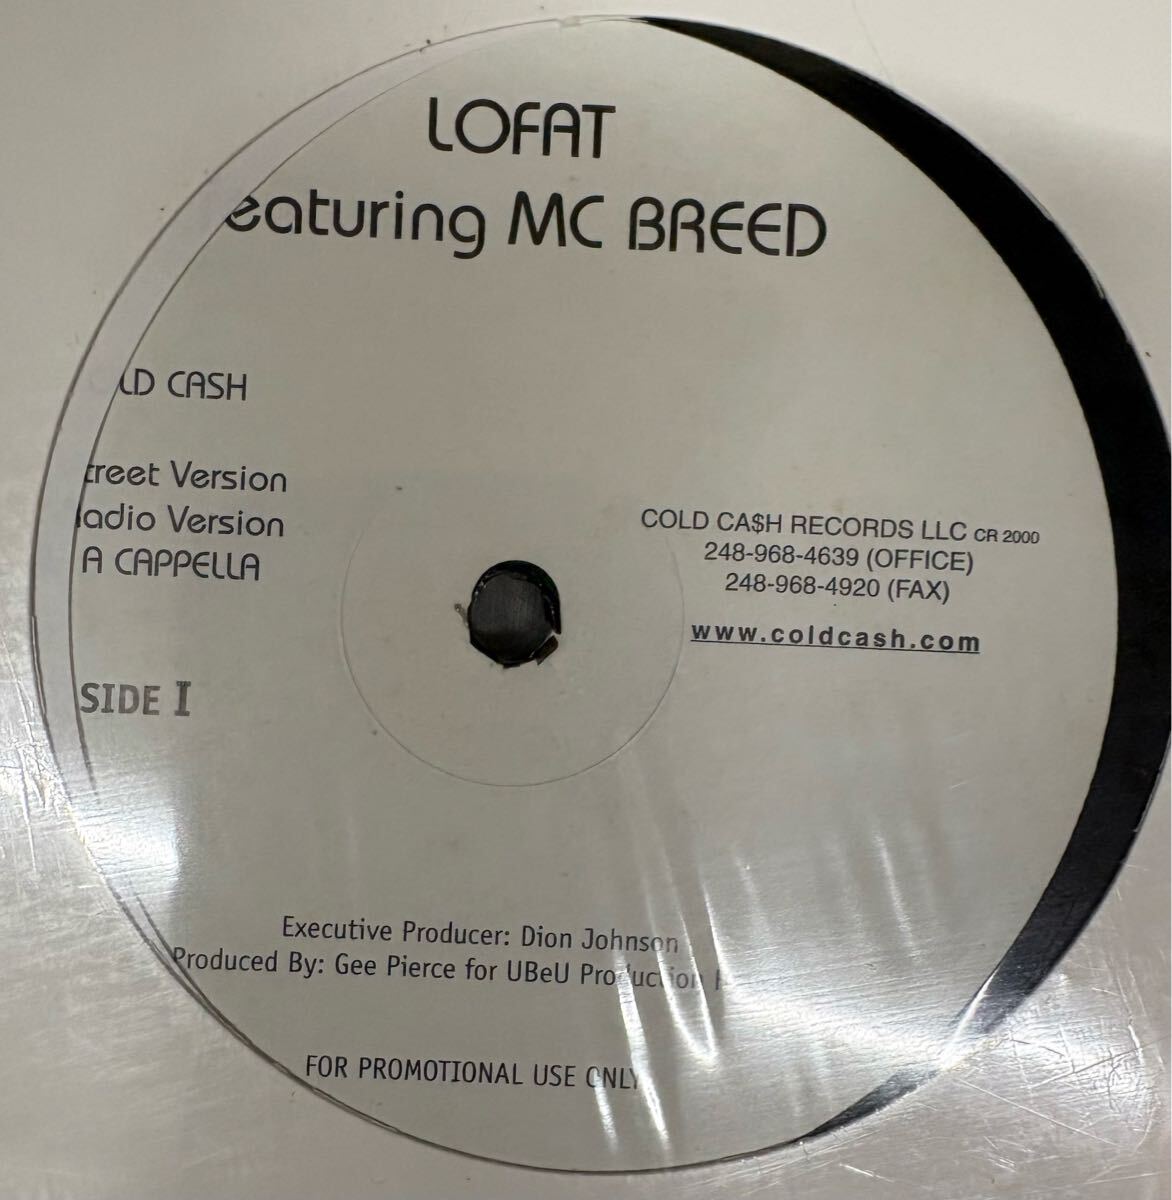 LOFAT
eaturing MC BREED
LD CASH
treet Version
adio Version
A CAPPELLA
SIDE I
COLD CA$H RECORDS LLC CR 2000
248-968-4639 (OFFICE)
248-968-4920 (FAX)
www.coldcash.com
Executive Producer: Dion Johnson
Produced By: Gee Pierce for UBeU Production
FOR PROMOTIONAL USE ONLY